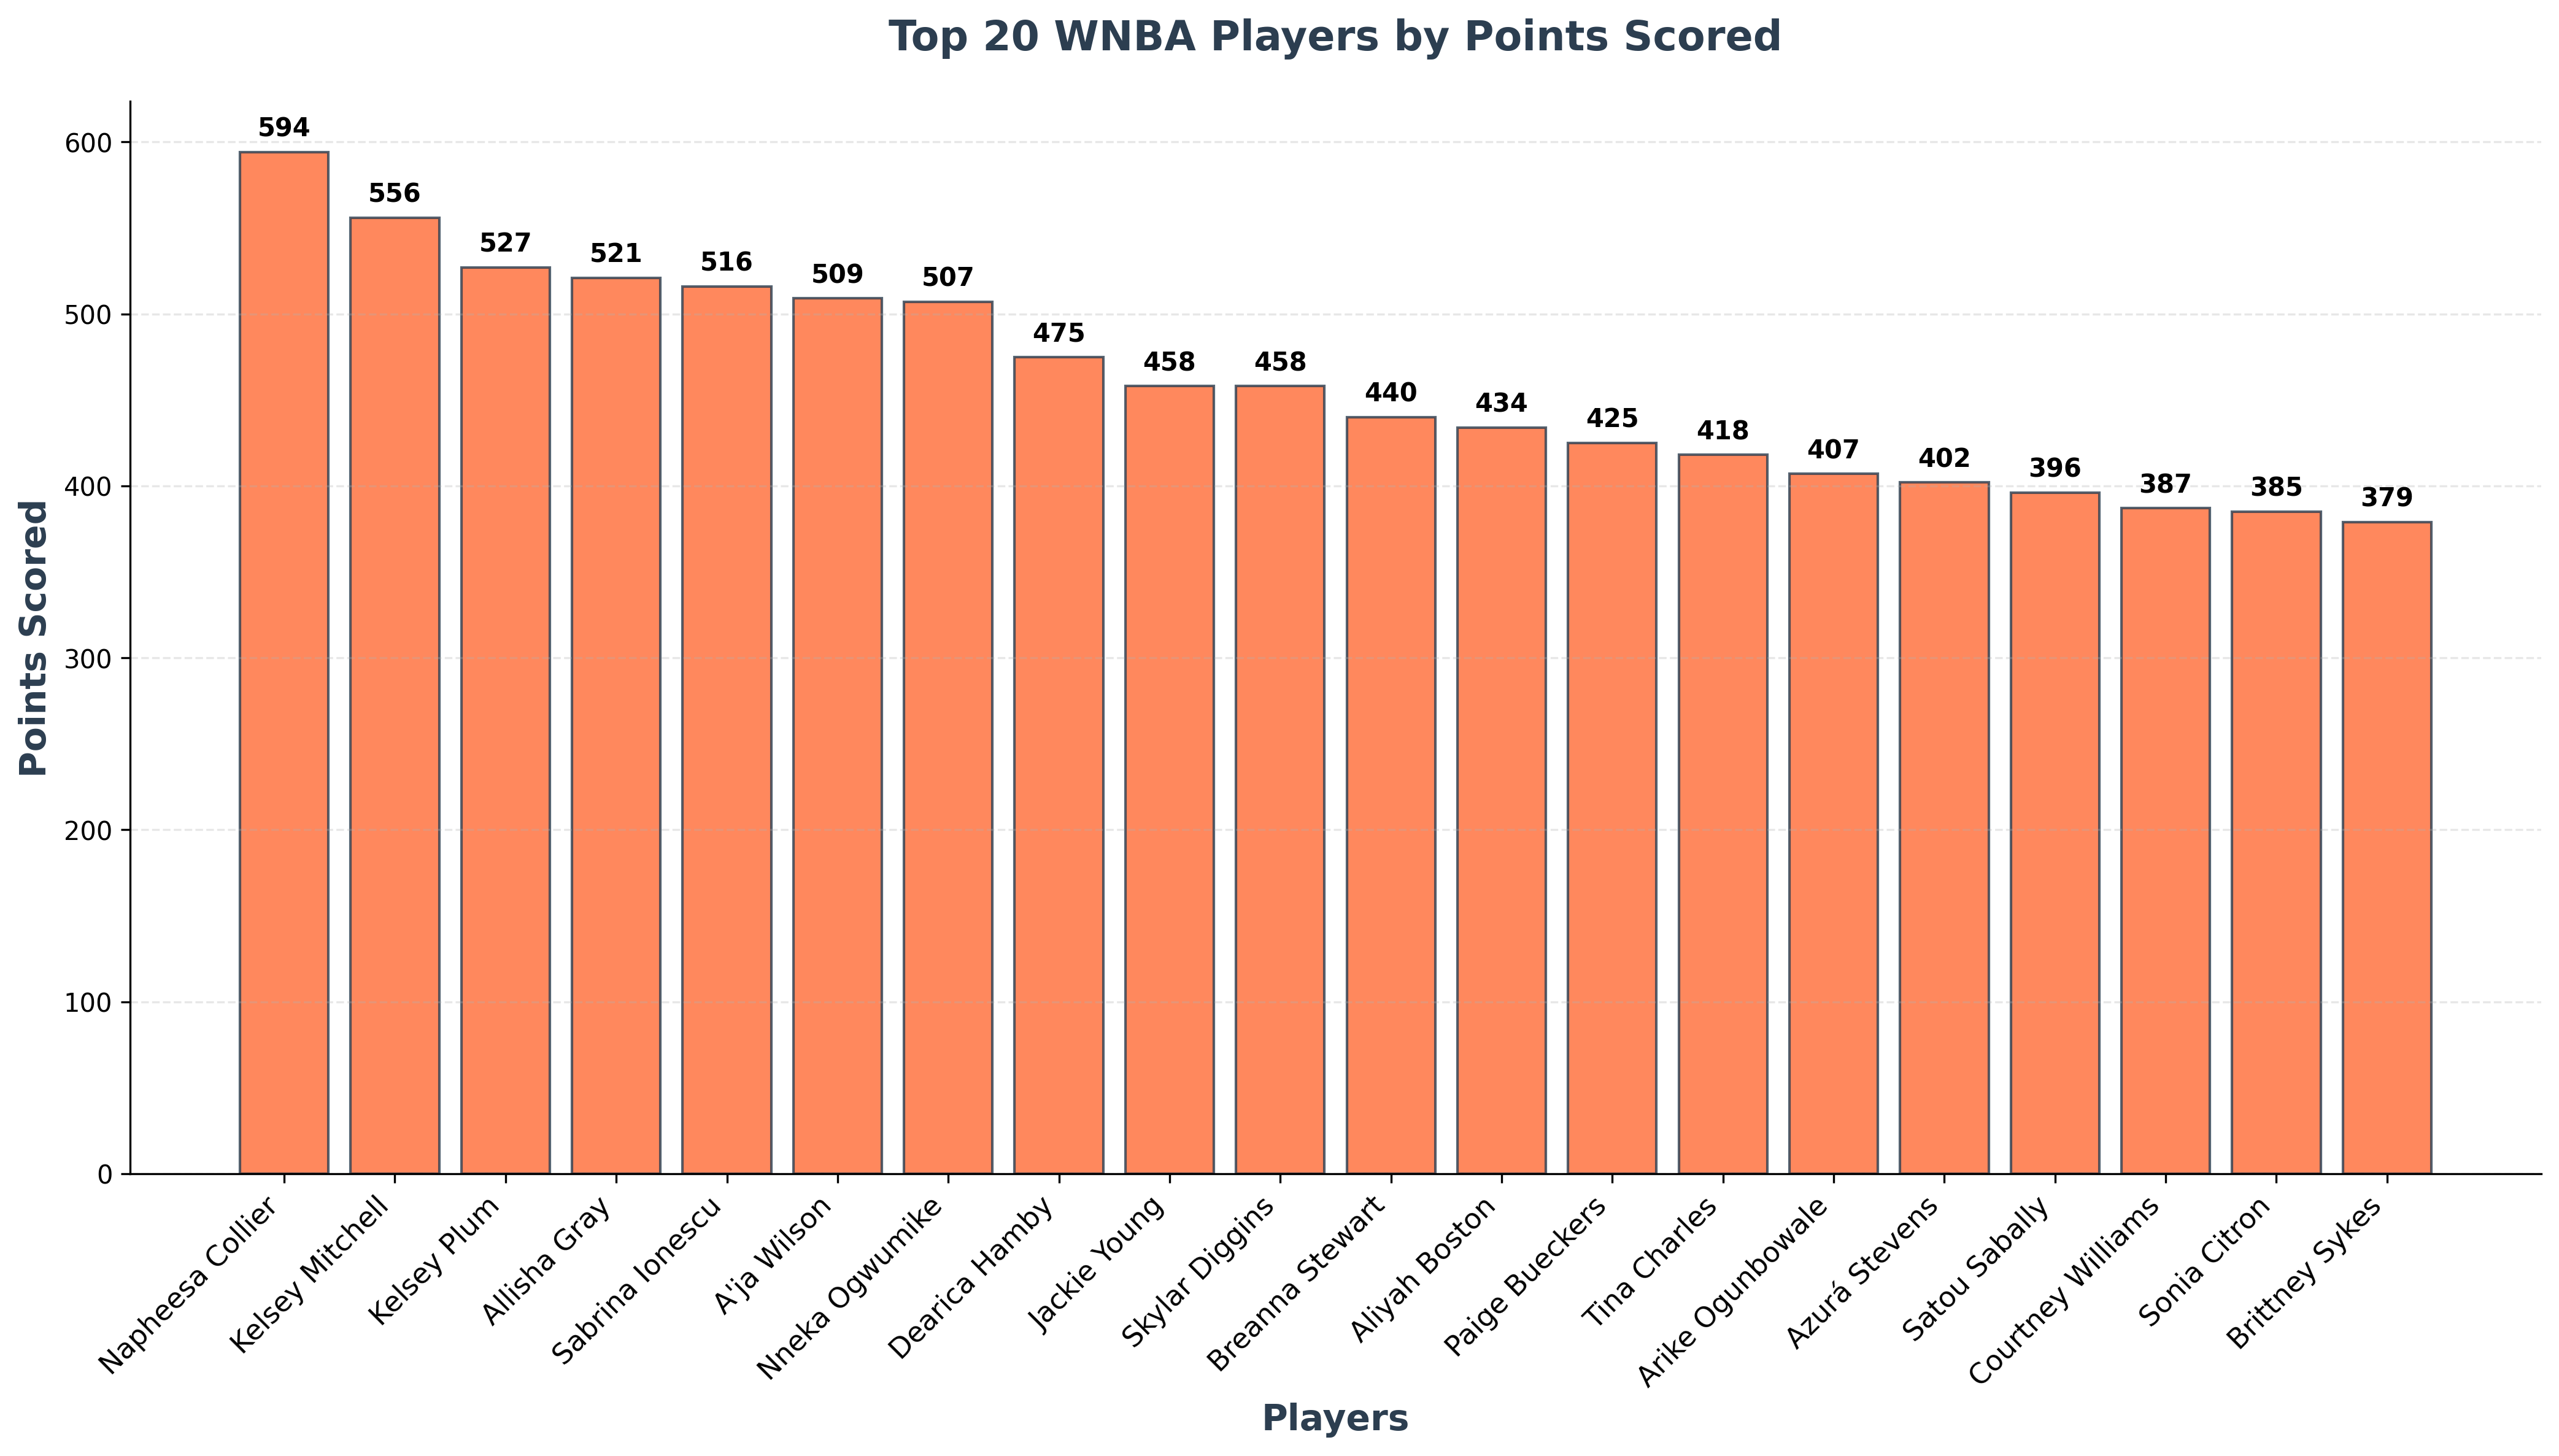 Top 20 WNBA Players by Points Scored
Points Scored
600
500
400
300
200
100
0
594
556
527
521
516
509
507
475
458
458
440
434
425
418
407
402
396
387
385
379
Napheesa Collier
Kelsey Mitchell
Kelsey Plum
Allisha Gray
Sabrina Ionescu
A'ja Wilson
Nneka Ogwumike
Dearica Hamby
Jackie Young
Skylar Diggins
Breanna Stewart
Aliyah Boston
Paige Bueckers
Tina Charles
Arike Ogunbowale
Azurá Stevens
Satou Sabally
Courtney Williams
Sonia Citron
Brittney Sykes
Players